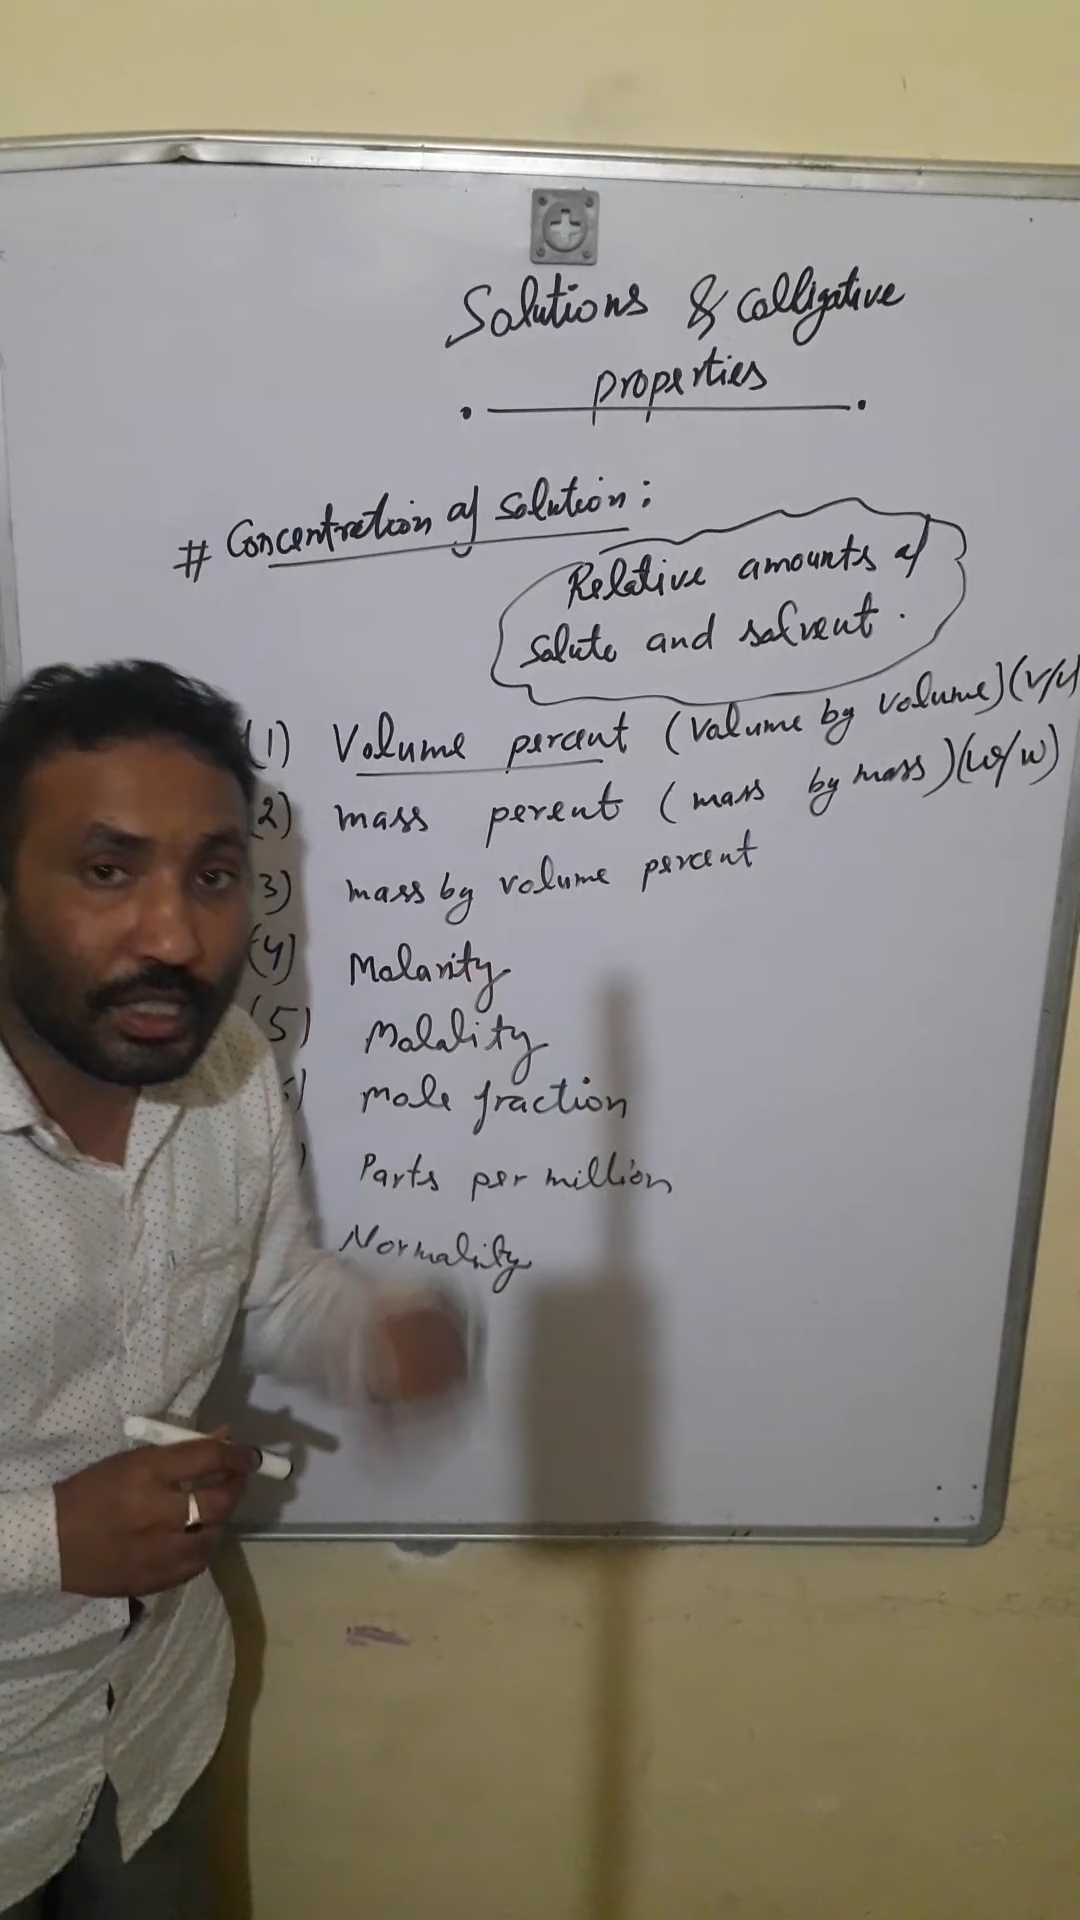 Solutions & Colligative
properties
# Concentration of solution:
Relative amounts of
solute and solvent.
(1) Volume percent (Volume by volume) (v/v
(2) mass percent (mass by mass) (w/w)
3) mass by volume percent
(4) Molarity
(5) Molality
) mole fraction
) Parts per million
Normality